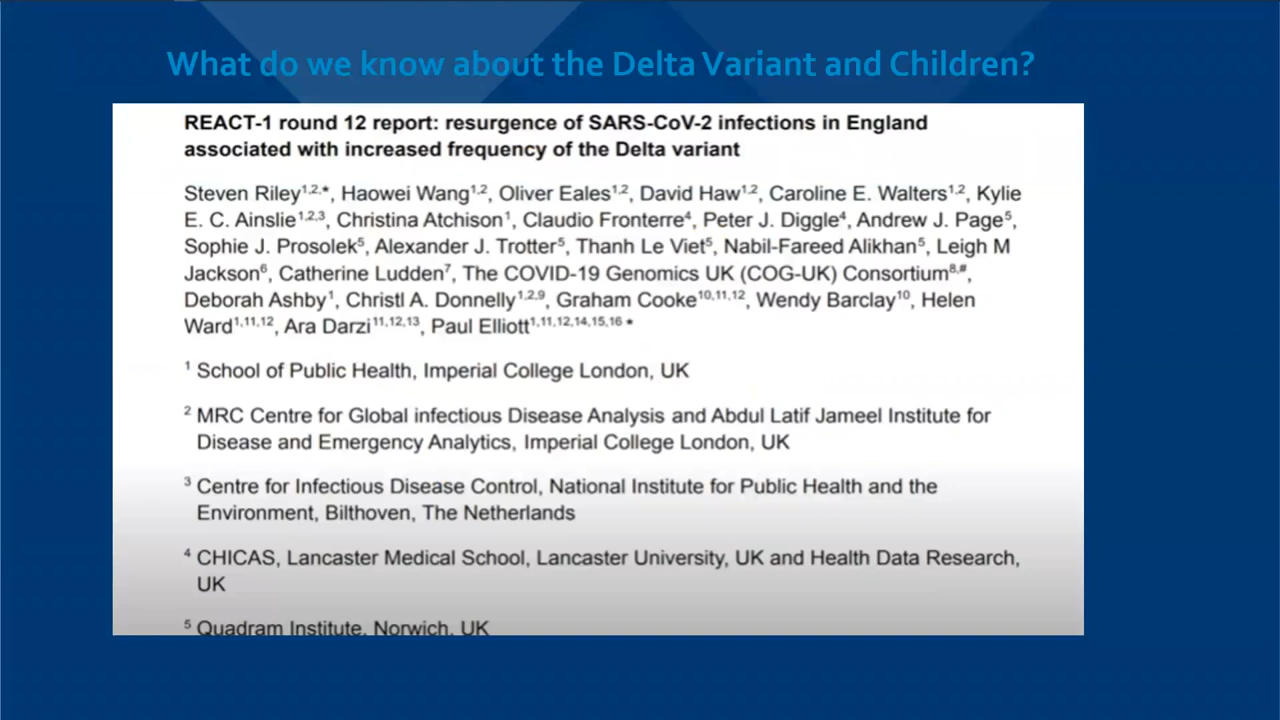 What do we know about the Delta Variant and Children?
REACT-1 round 12 report: resurgence of SARS-CoV-2 infections in England
associated with increased frequency of the Delta variant
Steven Riley1,2,*, Haowei Wang1,2, Oliver Eales1,2, David Haw1,2, Caroline E. Walters1,2, Kylie
E. C. Ainslie1,2,3, Christina Atchison1, Claudio Fronterre4, Peter J. Diggle4, Andrew J. Page5,
Sophie J. Prosolek5, Alexander J. Trotter5, Thanh Le Viet5, Nabil-Fareed Alikhan5, Leigh M
Jackson6, Catherine Ludden7, The COVID-19 Genomics UK (COG-UK) Consortium8,#,
Deborah Ashby1, Christl A. Donnelly1,2,9, Graham Cooke10,11,12, Wendy Barclay10, Helen
Ward1,11,12, Ara Darzi11,12,13, Paul Elliott1,11,12,14,15,16 *
1 School of Public Health, Imperial College London, UK
2 MRC Centre for Global infectious Disease Analysis and Abdul Latif Jameel Institute for
Disease and Emergency Analytics, Imperial College London, UK
3 Centre for Infectious Disease Control, National Institute for Public Health and the
Environment, Bilthoven, The Netherlands
4 CHICAS, Lancaster Medical School, Lancaster University, UK and Health Data Research,
UK
5 Quadram Institute, Norwich, UK